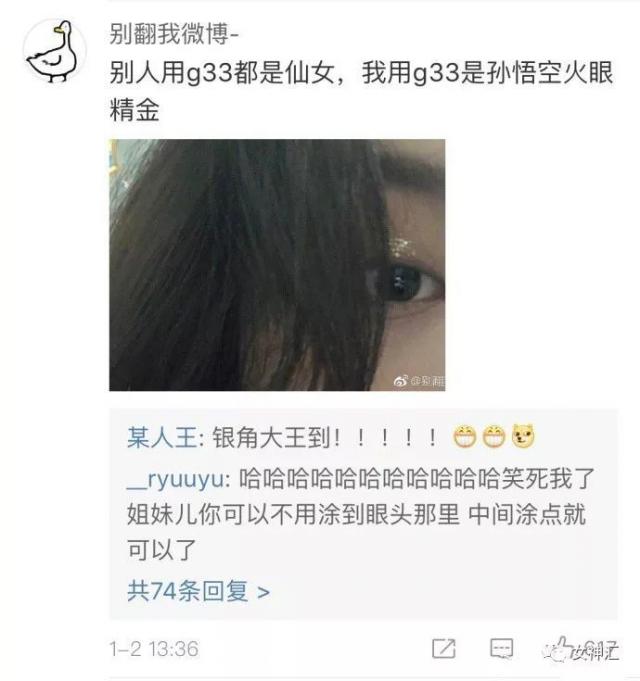 别翻我微博-
别人用g33都是仙女，我用g33是孙悟空火眼
精金
@别翻
某人王: 银角大王到！！！！！
__ryuuyu: 哈哈哈哈哈哈哈哈哈哈哈笑死我了
姐妹儿你可以不用涂到眼头那里 中间涂点就
可以了
共74条回复 >
1-2 13:36
617
女神汇